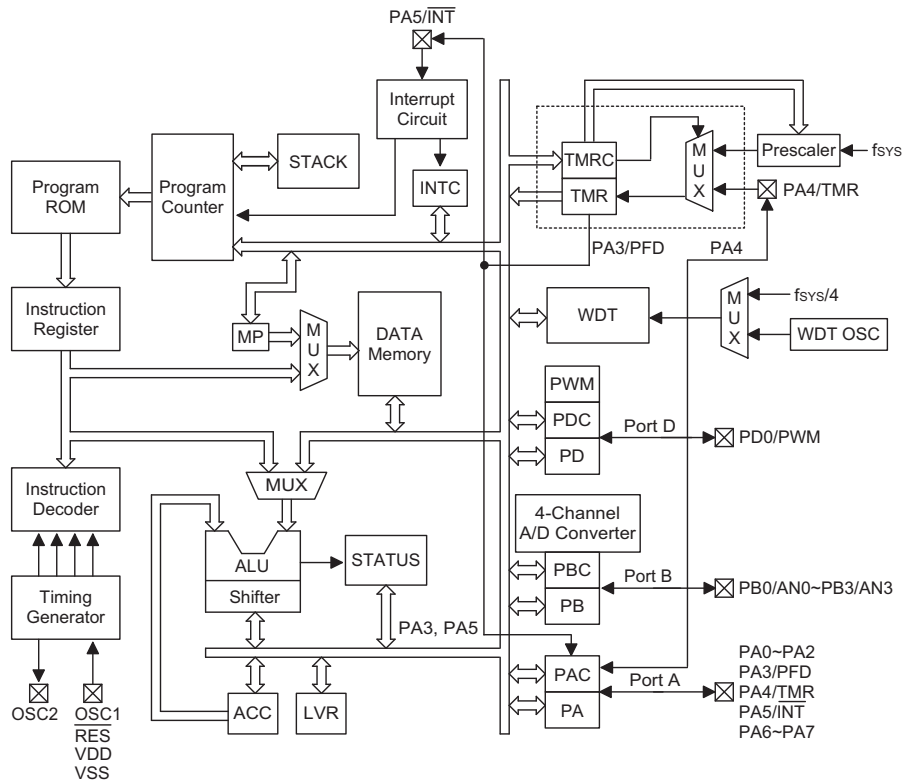 PA5/INT
Interrupt
Circuit
STACK
INTC
Program
ROM
Program
Counter
TMRC
TMR
MUX
Prescaler
fSYS
PA4/TMR
PA3/PFD
PA4
Instruction
Register
MP
MUX
DATA
Memory
WDT
MUX
fSYS/4
WDT OSC
PWM
PDC
PD
Port D
PD0/PWM
Instruction
Decoder
MUX
ALU
Shifter
STATUS
4-Channel
A/D Converter
PBC
PB
Port B
PB0/AN0~PB3/AN3
Timing
Generator
PA3, PA5
PAC
PA
Port A
PA0~PA2
PA3/PFD
PA4/TMR
PA5/INT
PA6~PA7
OSC2
OSC1
RES
VDD
VSS
ACC
LVR